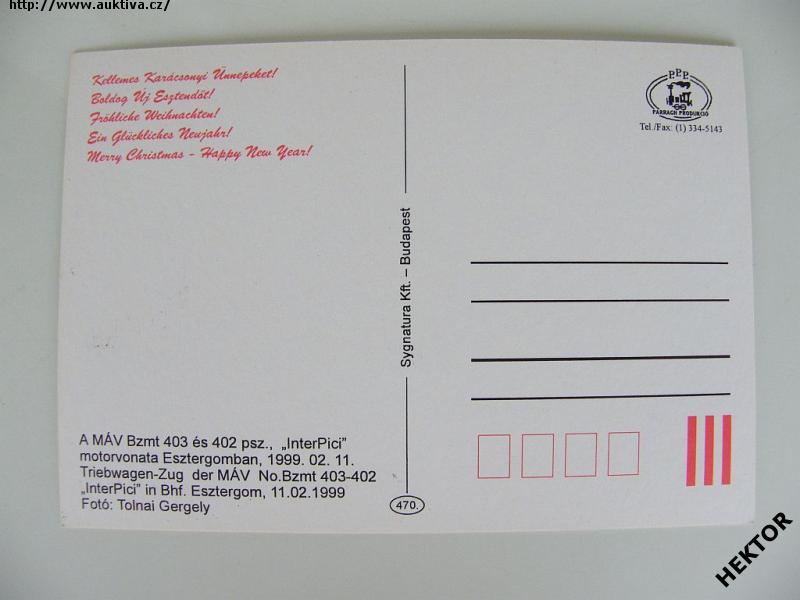 http://www.auktiva.cz/
Kellemes Karácsonyi Ünnepeket!
Boldog Új Esztendőt!
Fröhliche Weihnachten!
Ein Glückliches Neujahr!
Merry Christmas - Happy New Year!
P.P.P.
PÁRRAGH PRODUKCIÓ
Tel./Fax: (1) 334-5143
Sygnatura Kft. – Budapest
A MÁV Bzmt 403 és 402 psz., „InterPici”
motorvonata Esztergomban, 1999. 02. 11.
Triebwagen-Zug der MÁV No.Bzmt 403-402
„InterPici” in Bhf. Esztergom, 11.02.1999
Fotó: Tolnai Gergely
470.
HEKTOR